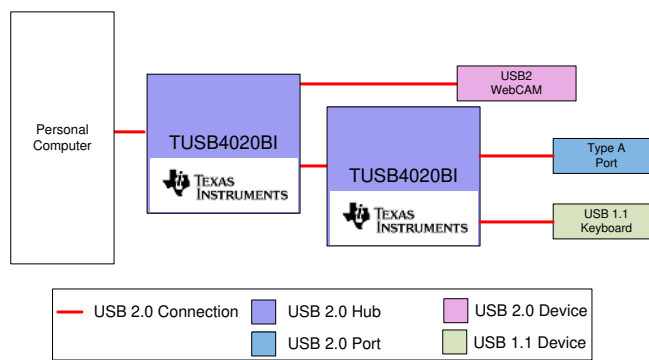 USB2
WebCAM
Personal
Computer
TUSB4020BI
TEXAS
INSTRUMENTS
TUSB4020BI
TEXAS
INSTRUMENTS
Type A
Port
USB 1.1
Keyboard
USB 2.0 Connection
USB 2.0 Hub
USB 2.0 Device
USB 2.0 Port
USB 1.1 Device